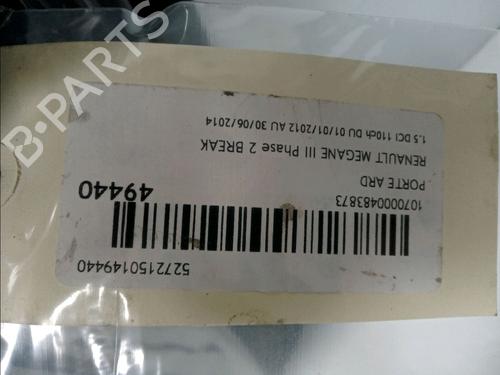 1.5 DCI 110ch DU 01/01/2012 AU 30/06/2014
RENAULT MEGANE III Phase 2 BREAK
PORTE ARD
49440
1070000483873
5272150149440
B-PARTS